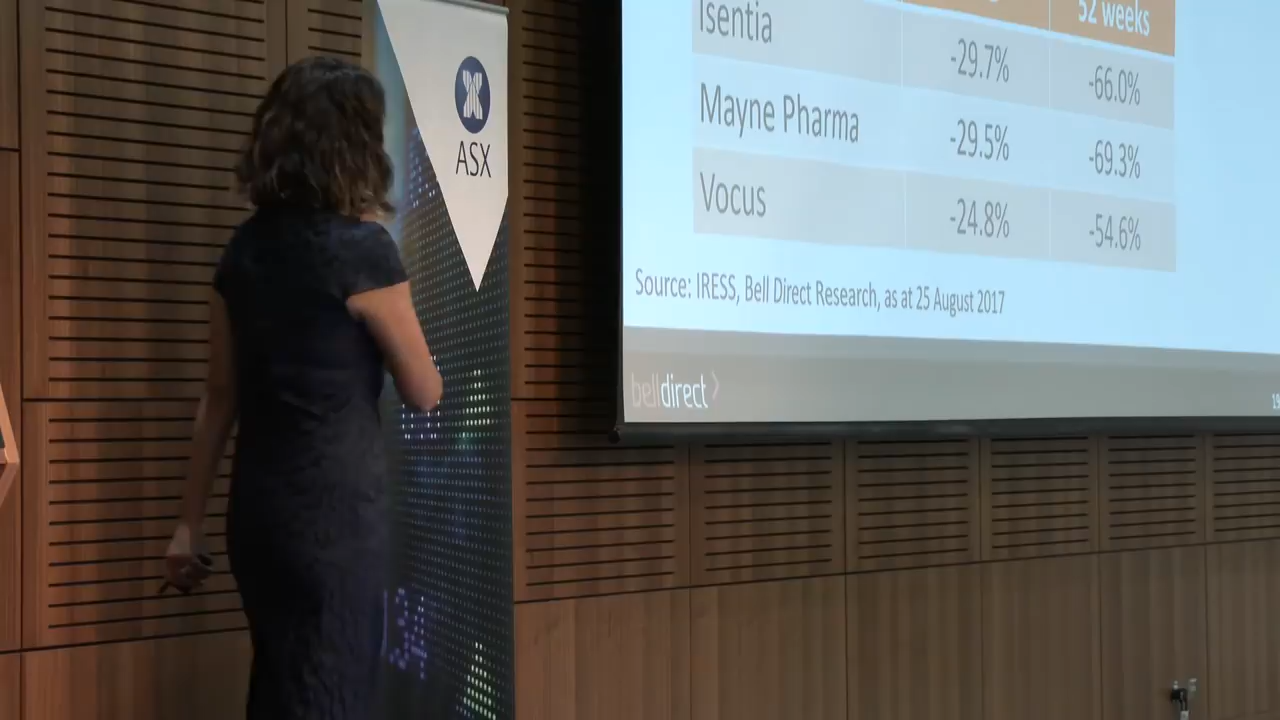 ASX
52 weeks
Isentia -29.7% -66.0%
Mayne Pharma -29.5% -69.3%
Vocus -24.8% -54.6%
Source: IRESS, Bell Direct Research, as at 25 August 2017
belldirect